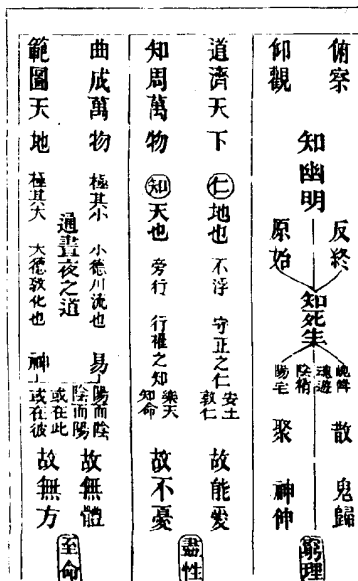 俯察
仰觀
知幽明
反終
原始
知死生
魄降
魂遊
陰精
散
聚
鬼歸
神伸
窮理
道濟天下
仁地也
不浮
守正之仁
安土
敦仁
故能愛
知周萬物
知天也
旁行
行權之知
樂天
知命
故不憂
盡性
曲成萬物
極其小
小德川流也
易
陽而陰
陰而陽
故無體
通晝夜之道
範圍天地
極其大
大德敦化也
神
或在此
或在彼
故無方
至命